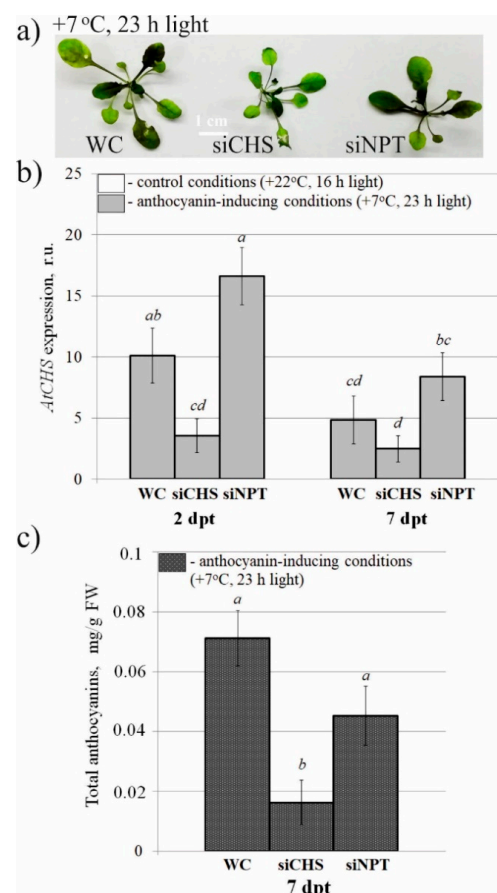 a)
+7 °C, 23 h light
1 cm
WC siCHS siNPT
b)
25
- control conditions (+22°C, 16 h light)
- anthocyanin-inducing conditions (+7°C, 23 h light)
20
15
10
5
0
AtCHS expression, r.u.
ab
cd
a
cd
d
bc
WC siCHS siNPT WC siCHS siNPT
2 dpt 7 dpt
c)
0.1
- anthocyanin-inducing conditions
(+7°C, 23 h light)
0.08
0.06
0.04
0.02
0
Total anthocyanins, mg/g FW
a
b
a
WC siCHS siNPT
7 dpt